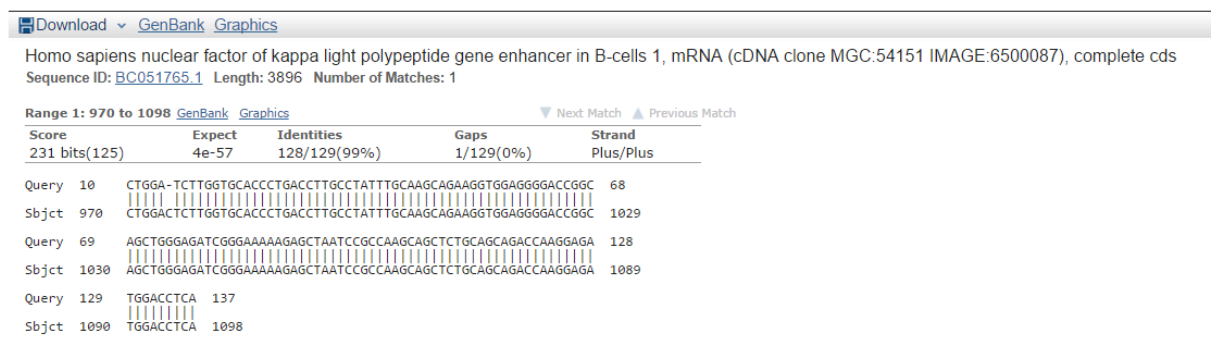 Download GenBank Graphics
Homo sapiens nuclear factor of kappa light polypeptide gene enhancer in B-cells 1, mRNA (cDNA clone MGC:54151 IMAGE:6500087), complete cds
Sequence ID: BC051765.1 Length: 3896 Number of Matches: 1
Range 1: 970 to 1098 GenBank Graphics ▼ Next Match ▲ Previous Match
Score Expect Identities Gaps Strand
231 bits(125) 4e-57 128/129(99%) 1/129(0%) Plus/Plus
Query 10 CTGGA-TCTTGGTGCACCCTGACCTTGCCTATTTGCAAGCAGAAGGTGGAGGGGACCGGC 68
Sbjct 970 CTGGACTCTTGGTGCACCCTGACCTTGCCTATTTGCAAGCAGAAGGTGGAGGGGACCGGC 1029
Query 69 AGCTGGGAGATCGGGAAAAAGAGCTAATCCGCCAAGCAGCTCTGCAGCAGACCAAGGAGA 128
Sbjct 1030 AGCTGGGAGATCGGGAAAAAGAGCTAATCCGCCAAGCAGCTCTGCAGCAGACCAAGGAGA 1089
Query 129 TGGACCTCA 137
Sbjct 1090 TGGACCTCA 1098